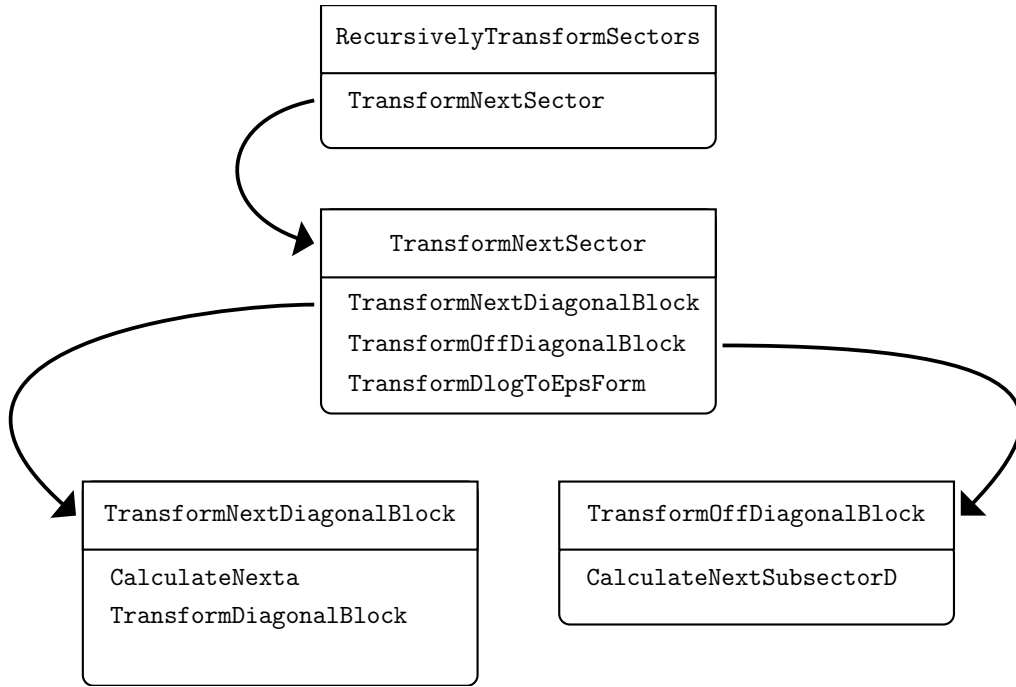 RecursivelyTransformSectors
TransformNextSector
TransformNextSector
TransformNextDiagonalBlock
TransformOffDiagonalBlock
TransformDlogToEpsForm
TransformNextDiagonalBlock
CalculateNexta
TransformDiagonalBlock
TransformOffDiagonalBlock
CalculateNextSubsectorD